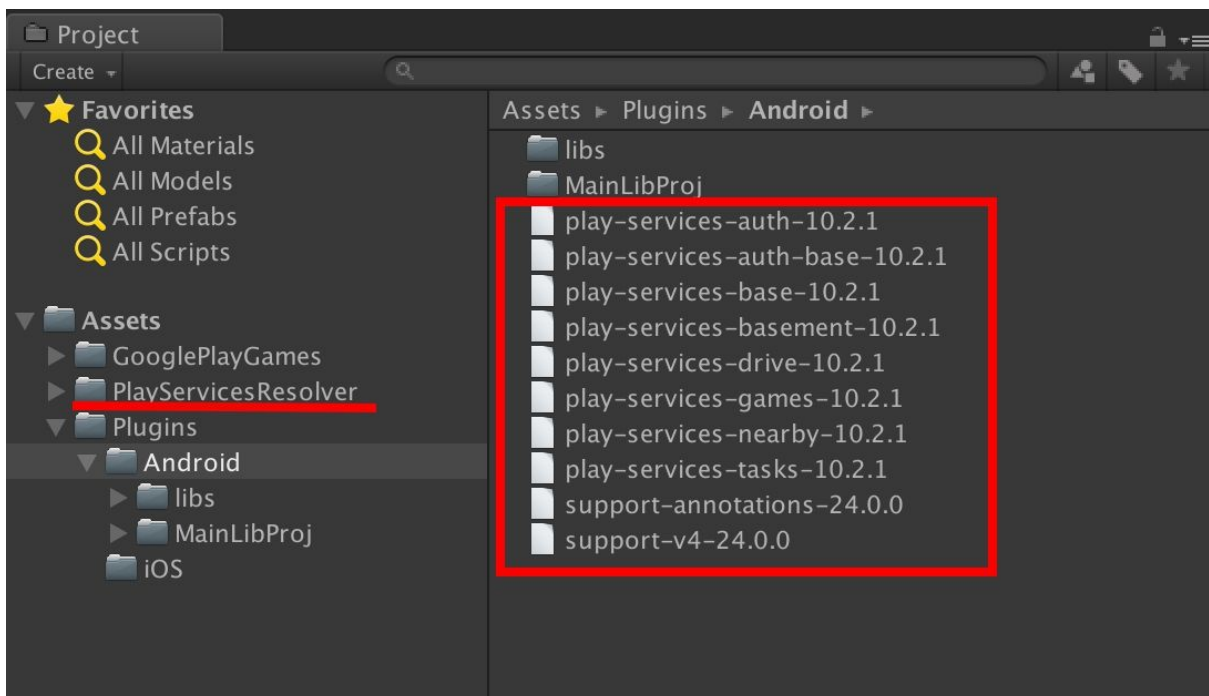 Project
Create
Favorites
All Materials
All Models
All Prefabs
All Scripts
Assets
GooglePlayGames
PlayServicesResolver
Plugins
Android
libs
MainLibProj
iOS
Assets Plugins Android
libs
MainLibProj
play-services-auth-10.2.1
play-services-auth-base-10.2.1
play-services-base-10.2.1
play-services-basement-10.2.1
play-services-drive-10.2.1
play-services-games-10.2.1
play-services-nearby-10.2.1
play-services-tasks-10.2.1
support-annotations-24.0.0
support-v4-24.0.0